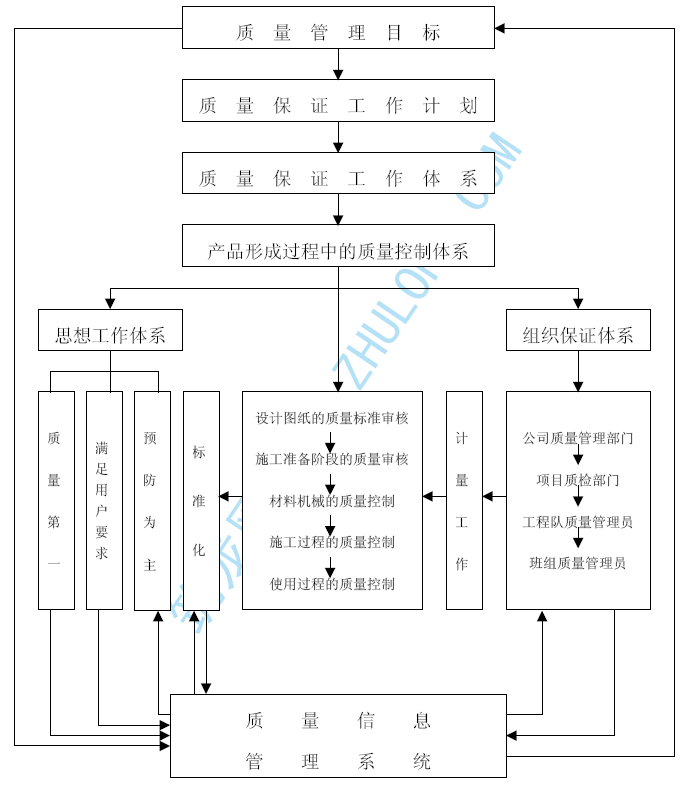 质量管理目标
质量保证工作计划
质量保证工作体系
产品形成过程中的质量控制体系
思想工作体系
组织保证体系
质量第一
满足用户要求
预防为主
标准化
设计图纸的质量标准审核
施工准备阶段的质量审核
材料机械的质量控制
施工过程的质量控制
使用过程的质量控制
计量工作
公司质量管理部门
项目质检部门
工程队质量管理员
班组质量管理员
质量信息
管理系统